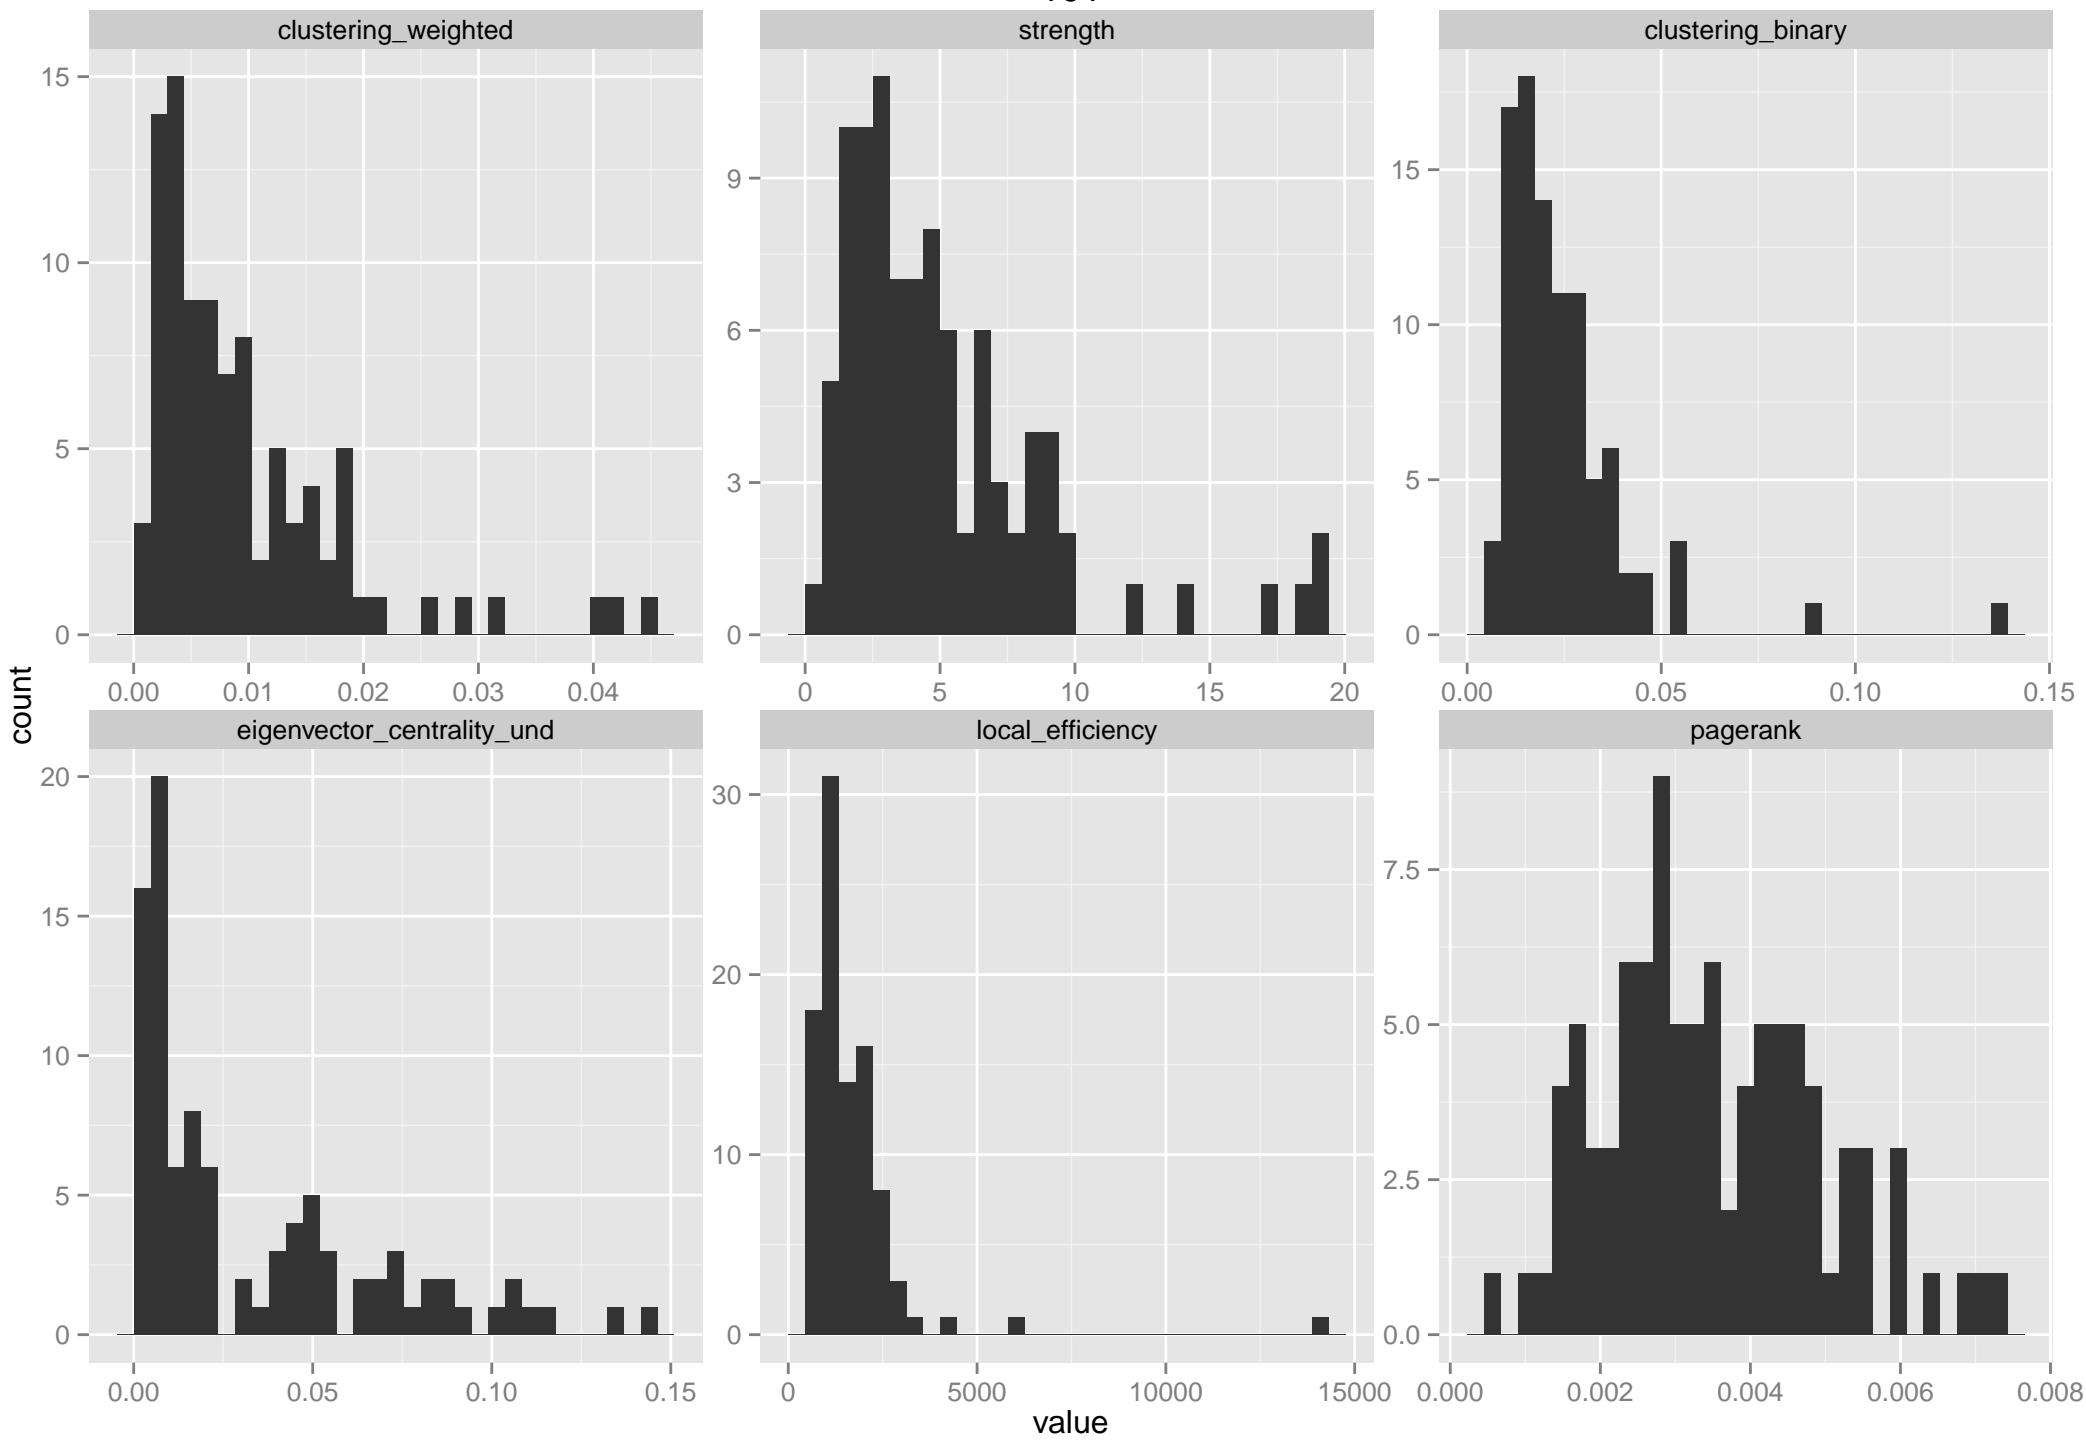 clustering_weighted
strength
clustering_binary
15
10
5
0
9
6
3
0
15
10
5
0
0.00 0.01 0.02 0.03 0.04
0 5 10 15 20
0.00 0.05 0.10 0.15
count
eigenvector_centrality_und
local_efficiency
pagerank
20
15
10
5
0
30
20
10
0
7.5
5.0
2.5
0.0
0.00 0.05 0.10 0.15
0 5000 10000 15000
0.000 0.002 0.004 0.006 0.008
value